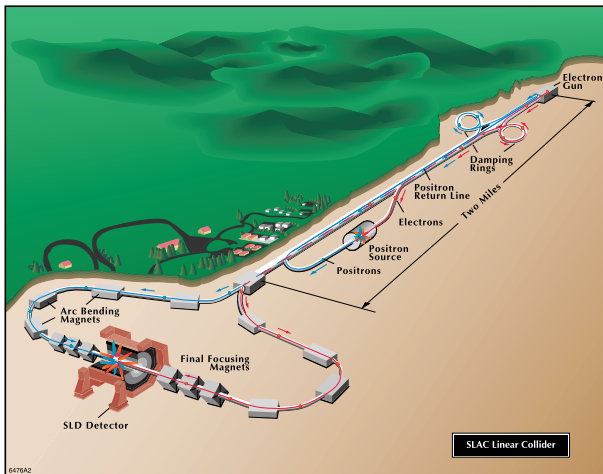 Electron
Gun
Damping
Rings
Positron
Return Line
Two Miles
Electrons
Positron
Source
Positrons
Arc Bending
Magnets
Final Focusing
Magnets
SLD Detector
SLAC Linear Collider
6476A2